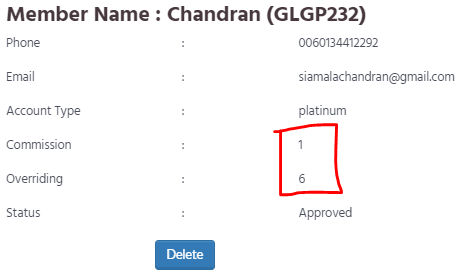 Member Name : Chandran (GLGP232)
Phone : 0060134412292
Email : siamalachandran@gmail.com
Account Type : platinum
Commission : 1
Overriding : 6
Status : Approved
Delete